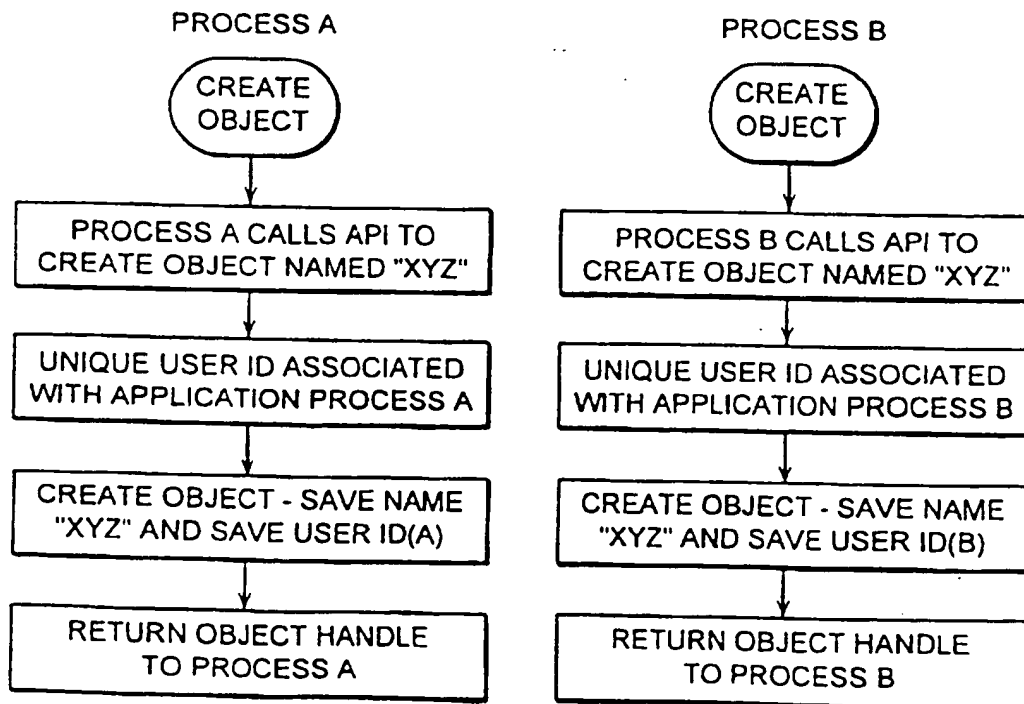 PROCESS A
CREATE
OBJECT
PROCESS A CALLS API TO
CREATE OBJECT NAMED "XYZ"
UNIQUE USER ID ASSOCIATED
WITH APPLICATION PROCESS A
CREATE OBJECT - SAVE NAME
"XYZ" AND SAVE USER ID(A)
RETURN OBJECT HANDLE
TO PROCESS A
PROCESS B
CREATE
OBJECT
PROCESS B CALLS API TO
CREATE OBJECT NAMED "XYZ"
UNIQUE USER ID ASSOCIATED
WITH APPLICATION PROCESS B
CREATE OBJECT - SAVE NAME
"XYZ" AND SAVE USER ID(B)
RETURN OBJECT HANDLE
TO PROCESS B